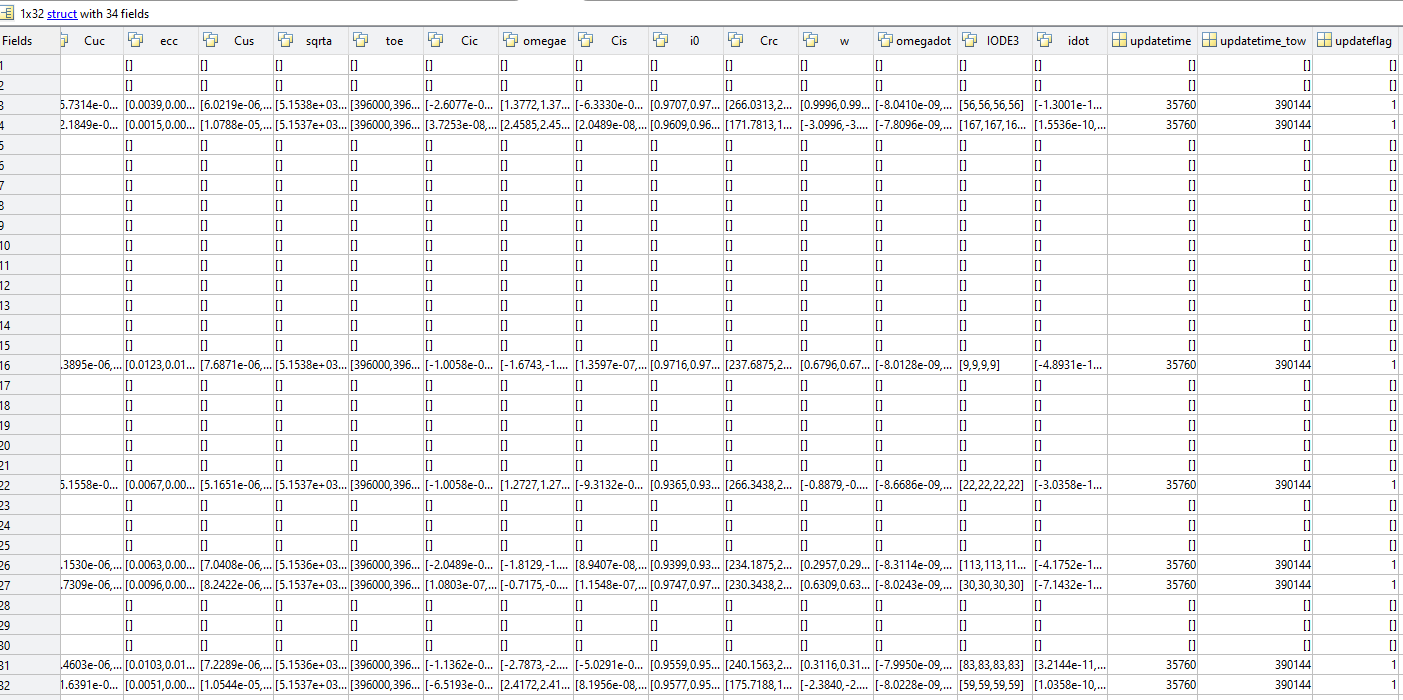 1x32 struct with 34 fields
Fields Cuc ecc Cus sqrta toe Cic omegae Cis i0 Crc w omegadot IODE3 idot updatetime updatetime_tow updateflag
1 [] [] [] [] [] [] [] [] [] [] [] [] [] [] [] []
2 [] [] [] [] [] [] [] [] [] [] [] [] [] [] [] []
3 5.7314e-0... [0.0039,0.00... [6.0219e-06,... [5.1538e+03... [396000,396... [-2.6077e-0... [1.3772,1.37... [-6.3330e-0... [0.9707,0.97... [266.0313,2... [0.9996,0.99... [-8.0410e-09,... [56,56,56,56] [-1.3001e-1... 35760 390144 1
4 2.1849e-0... [0.0015,0.00... [1.0788e-05,... [5.1537e+03... [396000,396... [3.7253e-08,... [2.4585,2.45... [2.0489e-08,... [0.9609,0.96... [171.7813,1... [-3.0996,-3.... [-7.8096e-09,... [167,167,16... [1.5536e-10,... 35760 390144 1
5 [] [] [] [] [] [] [] [] [] [] [] [] [] [] [] []
6 [] [] [] [] [] [] [] [] [] [] [] [] [] [] [] []
7 [] [] [] [] [] [] [] [] [] [] [] [] [] [] [] []
8 [] [] [] [] [] [] [] [] [] [] [] [] [] [] [] []
9 [] [] [] [] [] [] [] [] [] [] [] [] [] [] [] []
10 [] [] [] [] [] [] [] [] [] [] [] [] [] [] [] []
11 [] [] [] [] [] [] [] [] [] [] [] [] [] [] [] []
12 [] [] [] [] [] [] [] [] [] [] [] [] [] [] [] []
13 [] [] [] [] [] [] [] [] [] [] [] [] [] [] [] []
14 [] [] [] [] [] [] [] [] [] [] [] [] [] [] [] []
15 [] [] [] [] [] [] [] [] [] [] [] [] [] [] [] []
16 .3895e-06,... [0.0123,0.01... [7.6871e-06,... [5.1538e+03... [396000,396... [-1.0058e-0... [-1.6743,-1.... [1.3597e-07,... [0.9716,0.97... [237.6875,2... [0.6796,0.67... [-8.0128e-09,... [9,9,9,9] [-4.8931e-1... 35760 390144 1
17 [] [] [] [] [] [] [] [] [] [] [] [] [] [] [] []
18 [] [] [] [] [] [] [] [] [] [] [] [] [] [] [] []
19 [] [] [] [] [] [] [] [] [] [] [] [] [] [] [] []
20 [] [] [] [] [] [] [] [] [] [] [] [] [] [] [] []
21 [] [] [] [] [] [] [] [] [] [] [] [] [] [] [] []
22 5.1558e-0... [0.0067,0.00... [5.1651e-06,... [5.1537e+03... [396000,396... [-1.0058e-0... [1.2727,1.27... [-9.3132e-0... [0.9365,0.93... [266.3438,2... [-0.8879,-0.... [-8.6686e-09,... [22,22,22,22] [-3.0358e-1... 35760 390144 1
23 [] [] [] [] [] [] [] [] [] [] [] [] [] [] [] []
24 [] [] [] [] [] [] [] [] [] [] [] [] [] [] [] []
25 [] [] [] [] [] [] [] [] [] [] [] [] [] [] [] []
26 .1530e-06,... [0.0063,0.00... [7.0408e-06,... [5.1536e+03... [396000,396... [-2.0489e-0... [-1.8129,-1.... [8.9407e-08,... [0.9399,0.93... [234.1875,2... [0.2957,0.29... [-8.3114e-09,... [113,113,11... [-4.1752e-1... 35760 390144 1
27 .7309e-06,... [0.0096,0.00... [8.2422e-06,... [5.1537e+03... [396000,396... [1.0803e-07,... [-0.7175,-0.... [1.1548e-07,... [0.9747,0.97... [230.3438,2... [0.6309,0.63... [-8.0243e-09,... [30,30,30,30] [-7.1432e-1... 35760 390144 1
28 [] [] [] [] [] [] [] [] [] [] [] [] [] [] [] []
29 [] [] [] [] [] [] [] [] [] [] [] [] [] [] [] []
30 [] [] [] [] [] [] [] [] [] [] [] [] [] [] [] []
31 .4603e-06,... [0.0103,0.01... [7.2289e-06,... [5.1536e+03... [396000,396... [-1.1362e-0... [-2.7873,-2.... [-5.0291e-0... [0.9559,0.95... [240.1563,2... [0.3116,0.31... [-7.9950e-09,... [83,83,83,83] [3.2144e-11,... 35760 390144 1
32 1.6391e-0... [0.0051,0.00... [1.0544e-05,... [5.1537e+03... [396000,396... [-6.5193e-0... [2.4172,2.41... [8.1956e-08,... [0.9577,0.95... [175.7188,1... [-2.3840,-2.... [-8.0228e-09,... [59,59,59,59] [1.0358e-10,... 35760 390144 1